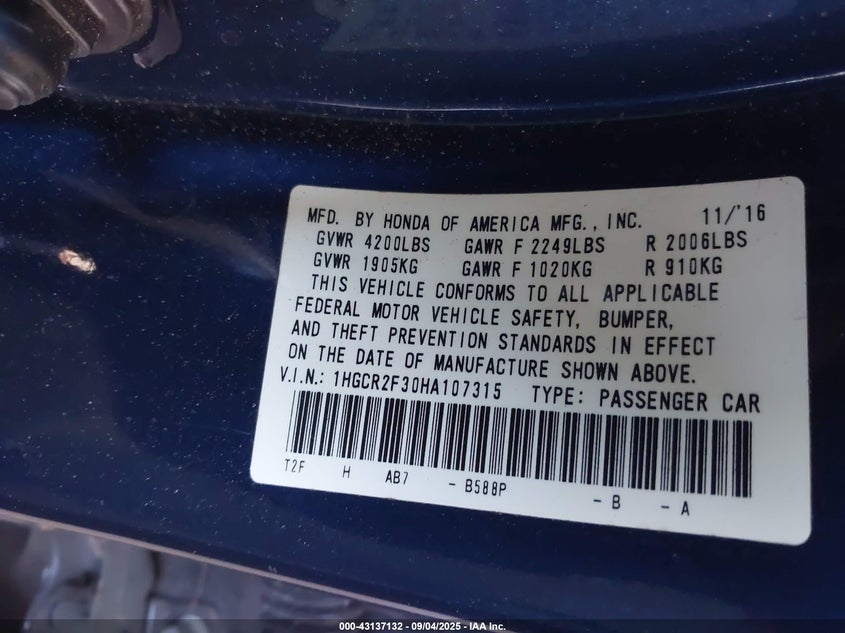 MFD. BY HONDA OF AMERICA MFG., INC. 11/'16
GVWR 4200LBS GAWR F 2249LBS R 2006LBS
GVWR 1905KG GAWR F 1020KG R 910KG
THIS VEHICLE CONFORMS TO ALL APPLICABLE
FEDERAL MOTOR VEHICLE SAFETY, BUMPER,
AND THEFT PREVENTION STANDARDS IN EFFECT
ON THE DATE OF MANUFACTURE SHOWN ABOVE.
V.I.N.: 1HGCR2F30HA107315 TYPE: PASSENGER CAR
T2F H AB7 - B588P - B - A
000-43137132 - 09/04/2025 - IAA Inc.